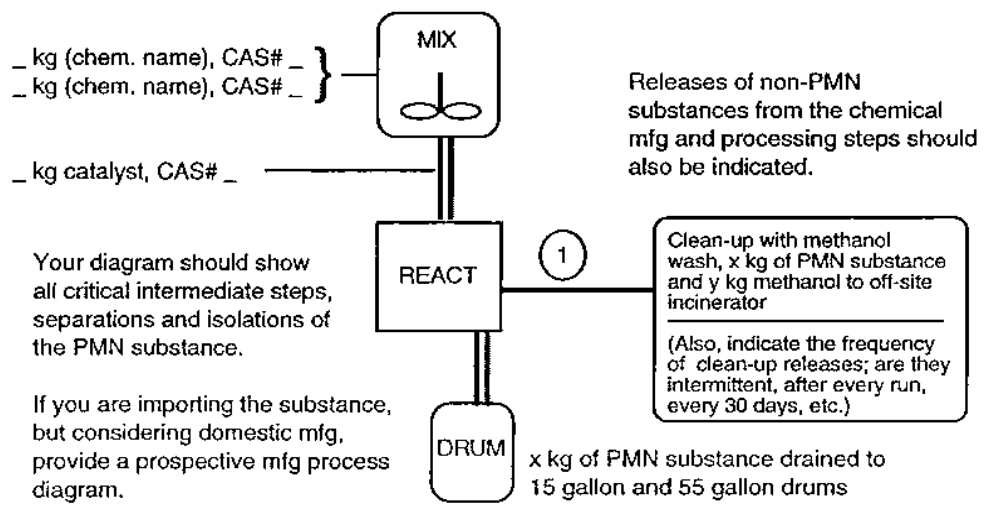 MIX
_ kg (chem. name), CAS# _
_ kg (chem. name), CAS# _
Releases of non-PMN
substances from the chemical
mfg and processing steps should
also be indicated.
_ kg catalyst, CAS# _
REACT
1
Clean-up with methanol
wash, x kg of PMN substance
and y kg methanol to off-site
incinerator
(Also, indicate the frequency
of clean-up releases; are they
intermittent, after every run,
every 30 days, etc.)
Your diagram should show
all critical intermediate steps,
separations and isolations of
the PMN substance.
If you are importing the substance,
but considering domestic mfg,
provide a prospective mfg process
diagram.
DRUM
x kg of PMN substance drained to
15 gallon and 55 gallon drums